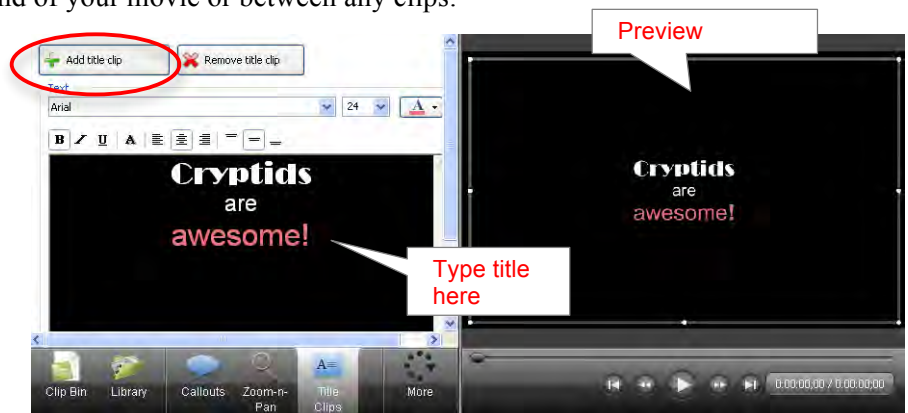 end of your movie or between any clips.
Preview
Add title clip
Remove title clip
Text
Arial
24
A
B I U A
Cryptids
are
awesome!
Type title
here
Cryptids
are
awesome!
Clip Bin
Library
Callouts
Zoom-n-
Pan
A≡
Title
Clips
More
0:00:00;00 / 0:00:00;00